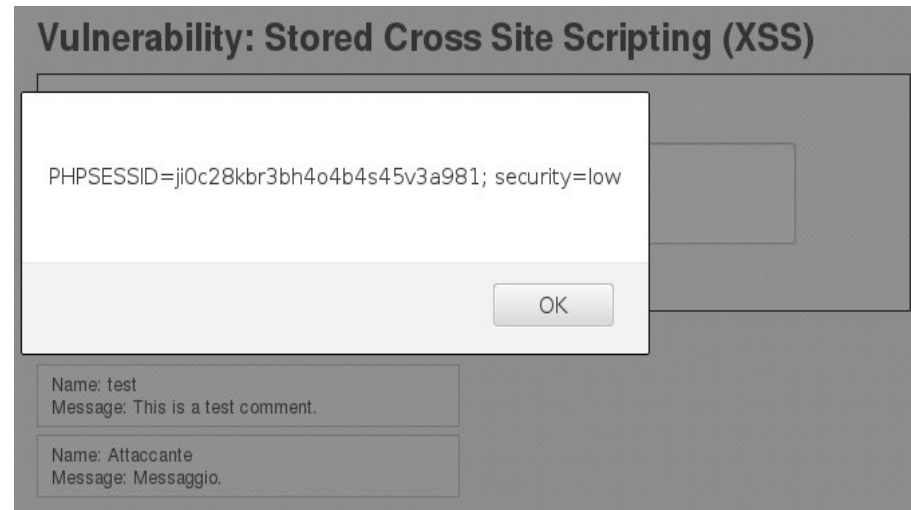 Vulnerability: Stored Cross Site Scripting (XSS)
PHPSESSID=ji0c28kbr3bh4o4b4s45v3a981; security=low
OK
Name: test
Message: This is a test comment.
Name: Attaccante
Message: Messaggio.